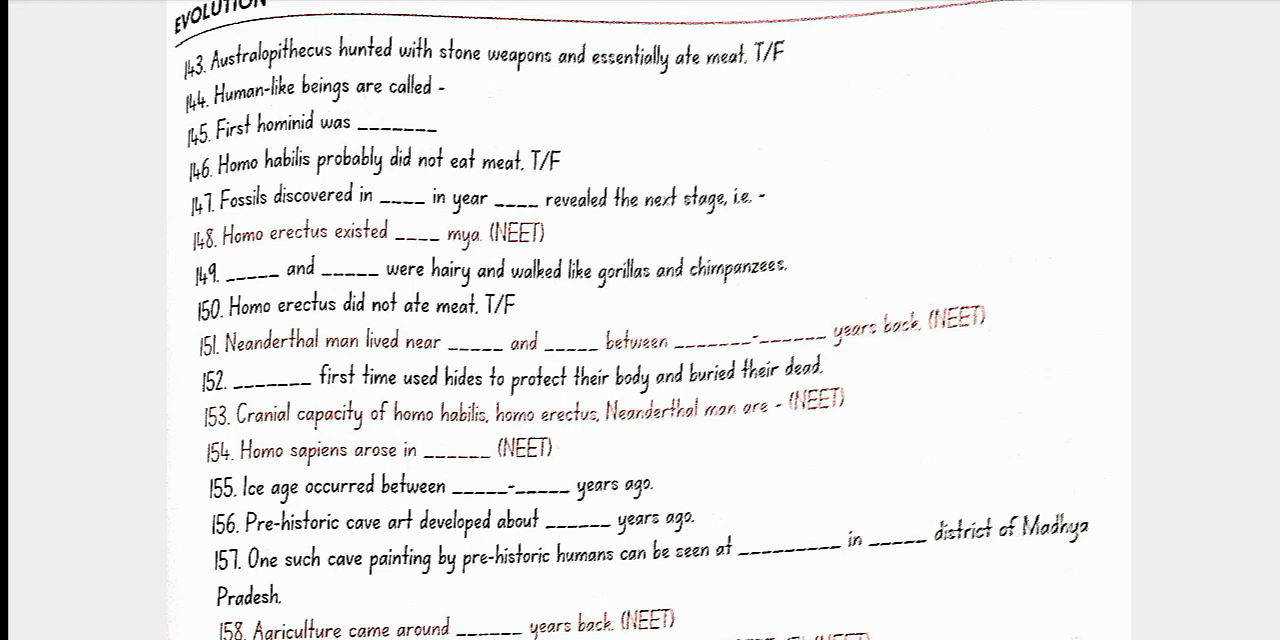 EVOLUTION
143. Australopithecus hunted with stone weapons and essentially ate meat. T/F
144. Human-like beings are called -
145. First hominid was _______
146. Homo habilis probably did not eat meat. T/F
147. Fossils discovered in ____ in year ____ revealed the next stage, i.e. -
148. Homo erectus existed ____ mya. (NEET)
149. _____ and _____ were hairy and walked like gorillas and chimpanzees.
150. Homo erectus did not ate meat. T/F
151. Neanderthal man lived near _____ and _____ between _______-______ years back. (NEET)
152. _______ first time used hides to protect their body and buried their dead.
153. Cranial capacity of homo habilis, homo erectus, Neanderthal man are - (NEET)
154. Homo sapiens arose in ______ (NEET)
155. Ice age occurred between _____-_____ years ago.
156. Pre-historic cave art developed about ______ years ago.
157. One such cave painting by pre-historic humans can be seen at _________ in _____ district of Madhya
Pradesh.
158. Agriculture came around ______ years back. (NEET)